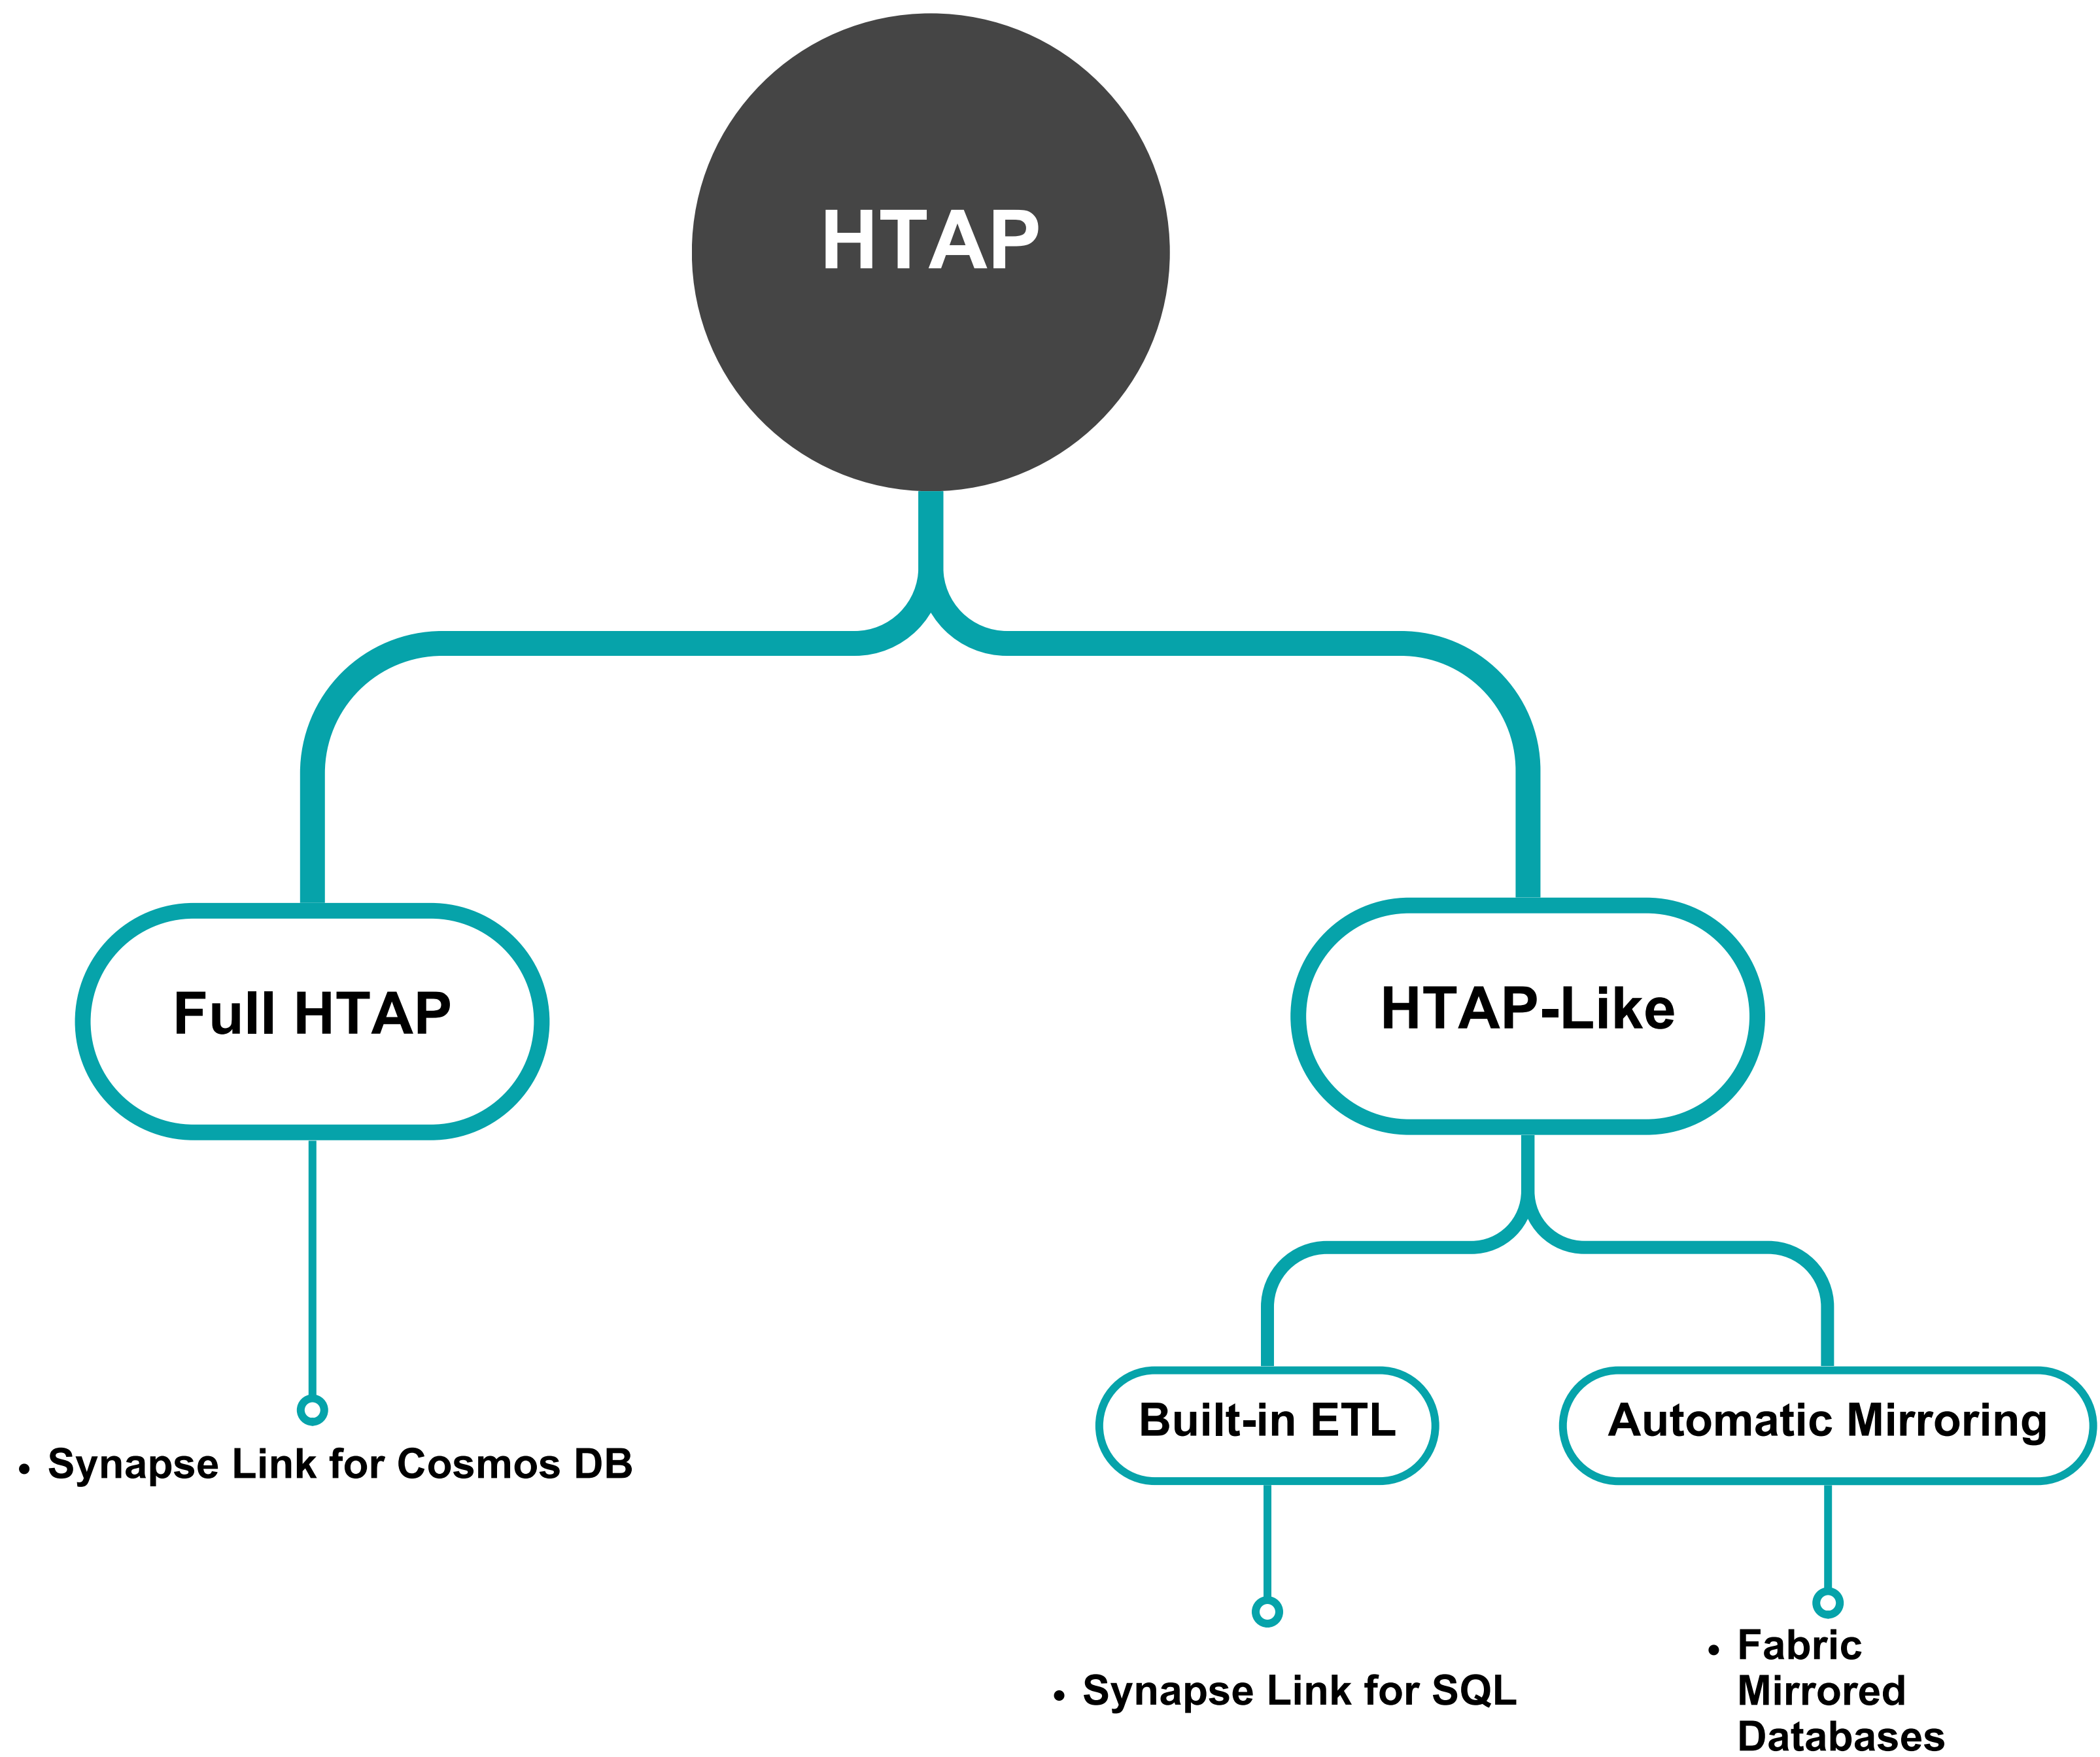 HTAP
Full HTAP
HTAP-Like
Built-in ETL
Automatic Mirroring
• Synapse Link for Cosmos DB
• Synapse Link for SQL
• Fabric
Mirrored
Databases